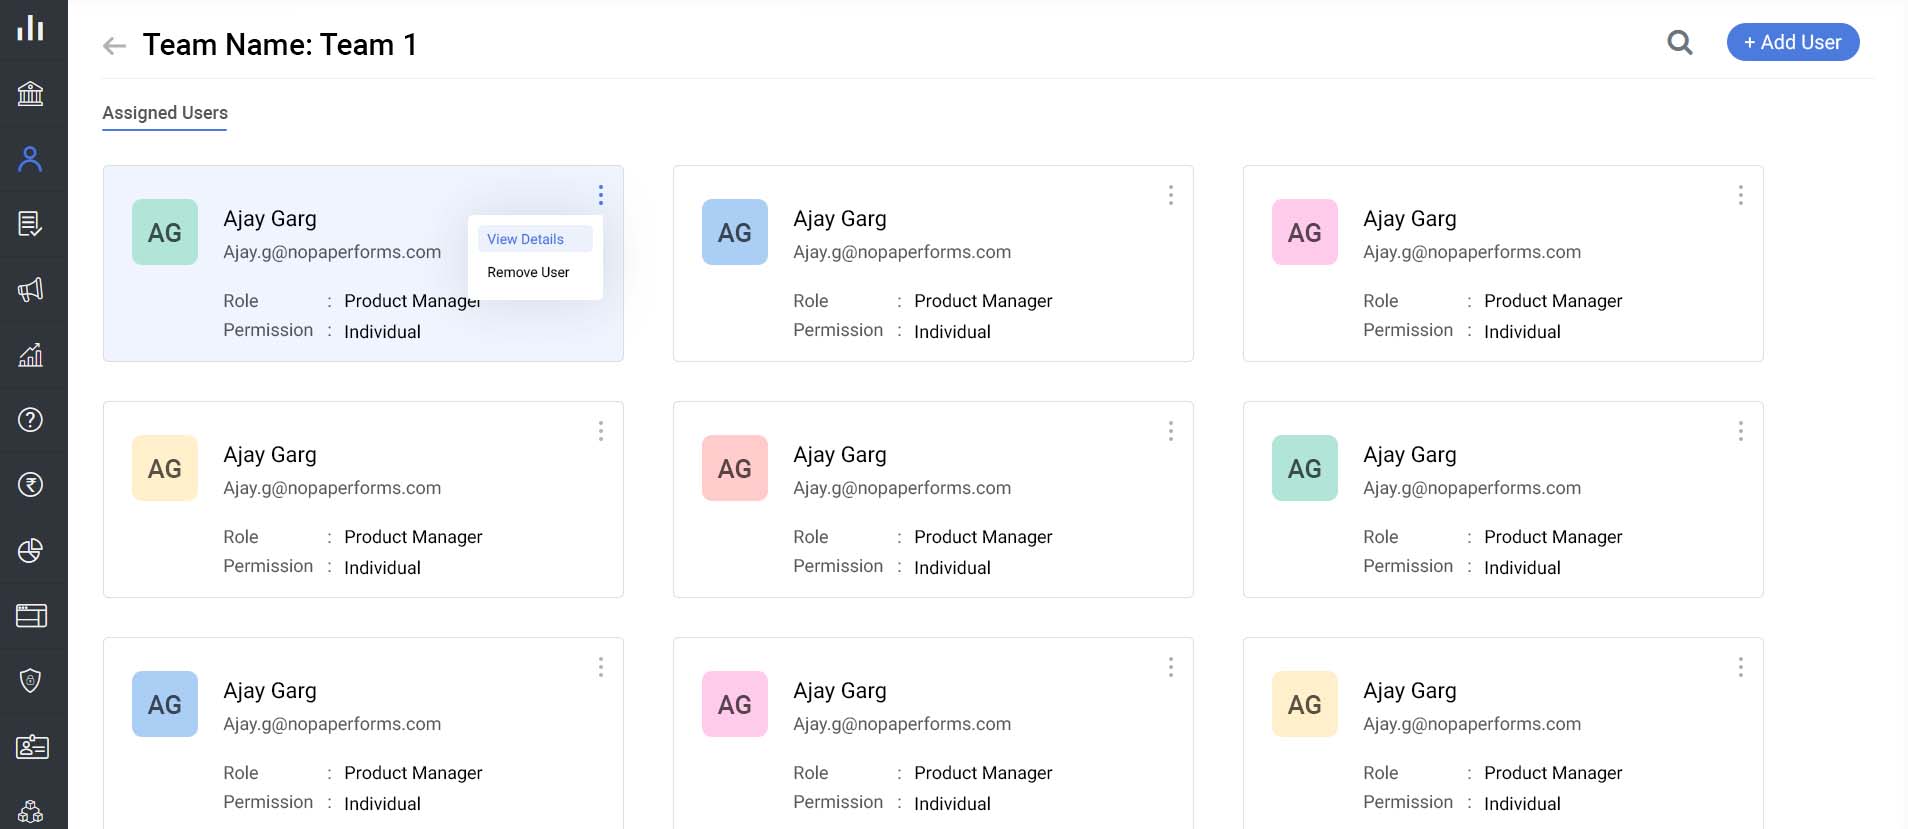 Team Name: Team 1
+ Add User
Assigned Users
AG
Ajay Garg
Ajay.g@nopaperforms.com
View Details
Remove User
Role : Product Manager
Permission : Individual
AG
Ajay Garg
Ajay.g@nopaperforms.com
Role : Product Manager
Permission : Individual
AG
Ajay Garg
Ajay.g@nopaperforms.com
Role : Product Manager
Permission : Individual
AG
Ajay Garg
Ajay.g@nopaperforms.com
Role : Product Manager
Permission : Individual
AG
Ajay Garg
Ajay.g@nopaperforms.com
Role : Product Manager
Permission : Individual
AG
Ajay Garg
Ajay.g@nopaperforms.com
Role : Product Manager
Permission : Individual
AG
Ajay Garg
Ajay.g@nopaperforms.com
Role : Product Manager
Permission : Individual
AG
Ajay Garg
Ajay.g@nopaperforms.com
Role : Product Manager
Permission : Individual
AG
Ajay Garg
Ajay.g@nopaperforms.com
Role : Product Manager
Permission : Individual